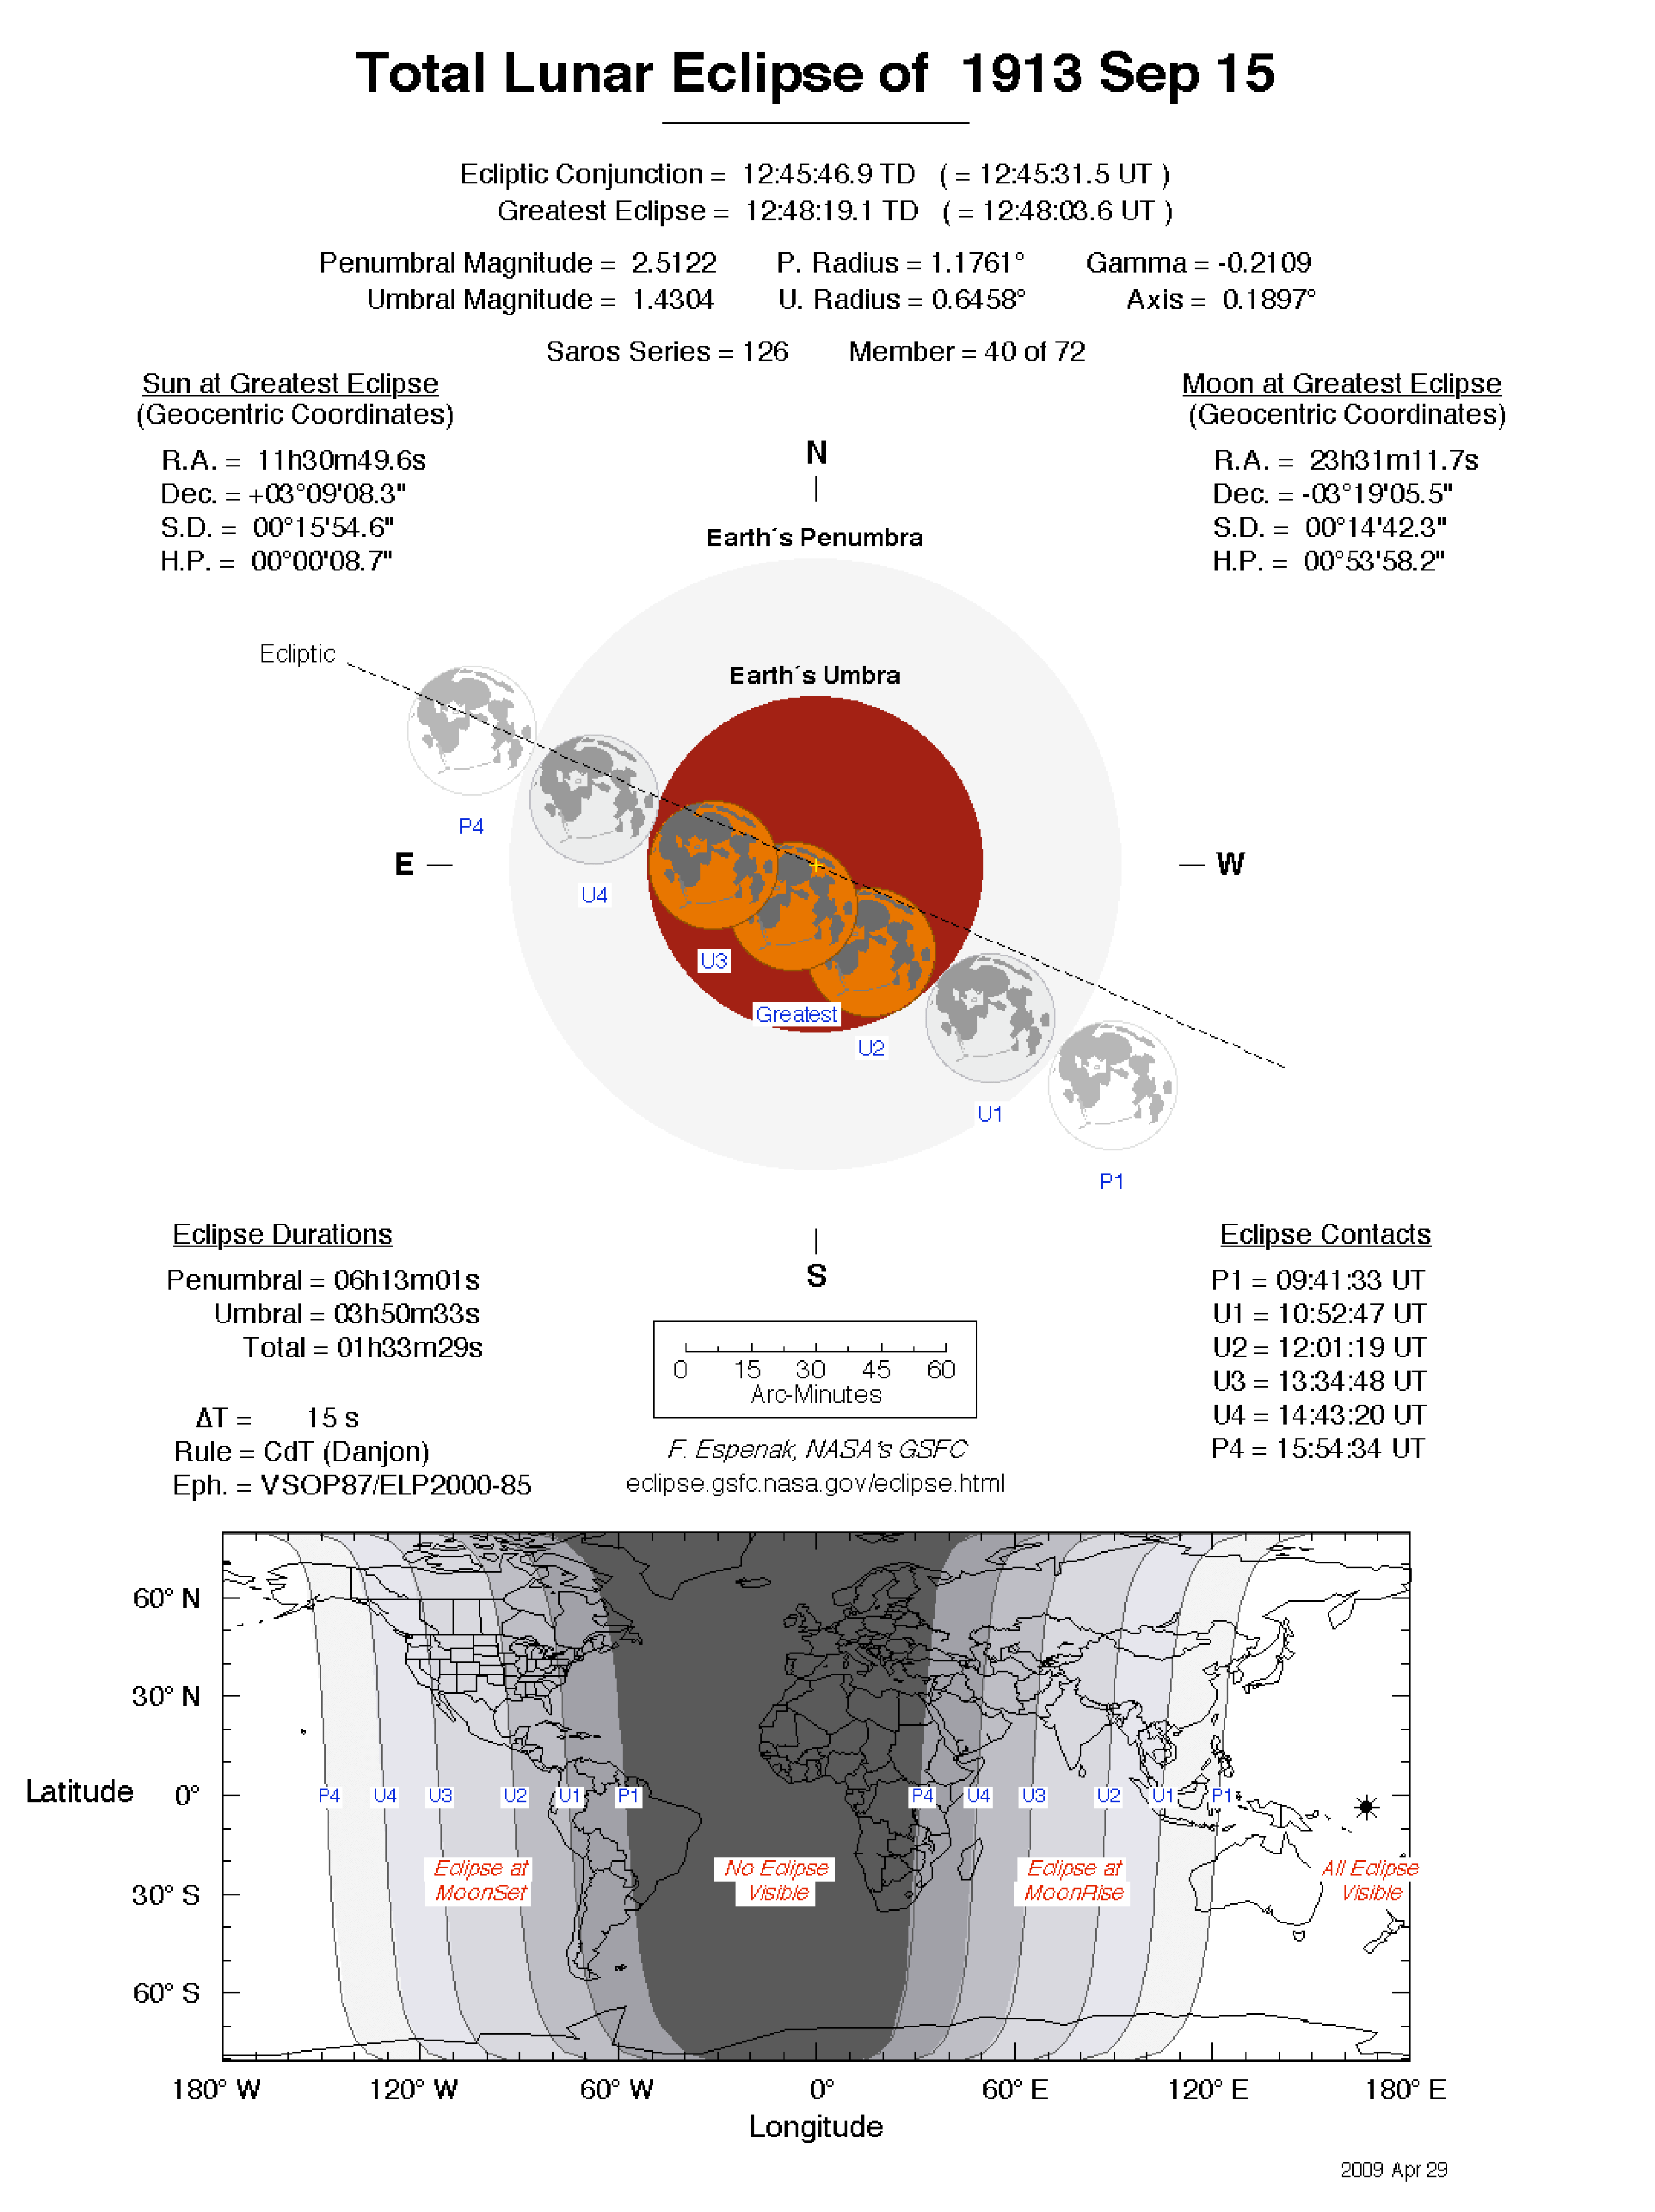 Total Lunar Eclipse of 1913 Sep 15
Ecliptic Conjunction = 12:45:46.9 TD ( = 12:45:31.5 UT )
Greatest Eclipse = 12:48:19.1 TD ( = 12:48:03.6 UT )
Penumbral Magnitude = 2.5122 P. Radius = 1.1761° Gamma = -0.2109
Umbral Magnitude = 1.4304 U. Radius = 0.6458° Axis = 0.1897°
Saros Series = 126 Member = 40 of 72
Sun at Greatest Eclipse
(Geocentric Coordinates)
R.A. = 11h30m49.6s
Dec. = +03°09'08.3"
S.D. = 00°15'54.6"
H.P. = 00°00'08.7"
Moon at Greatest Eclipse
(Geocentric Coordinates)
R.A. = 23h31m11.7s
Dec. = -03°19'05.5"
S.D. = 00°14'42.3"
H.P. = 00°53'58.2"
N
Earth´s Penumbra
Ecliptic
Earth´s Umbra
P4
E
W
U4
U3
Greatest
U2
U1
P1
S
Eclipse Durations
Penumbral = 06h13m01s
Umbral = 03h50m33s
Total = 01h33m29s
ΔT = 15 s
Rule = CdT (Danjon)
Eph. = VSOP87/ELP2000-85
0 15 30 45 60
Arc-Minutes
F. Espenak, NASA's GSFC
eclipse.gsfc.nasa.gov/eclipse.html
Eclipse Contacts
P1 = 09:41:33 UT
U1 = 10:52:47 UT
U2 = 12:01:19 UT
U3 = 13:34:48 UT
U4 = 14:43:20 UT
P4 = 15:54:34 UT
60° N
30° N
Latitude 0°
30° S
60° S
P4 U4 U3 U2 U1 P1 P4 U4 U3 U2 U1 P1
Eclipse at
MoonSet
No Eclipse
Visible
Eclipse at
MoonRise
All Eclipse
Visible
180° W 120° W 60° W 0° 60° E 120° E 180° E
Longitude
2009 Apr 29